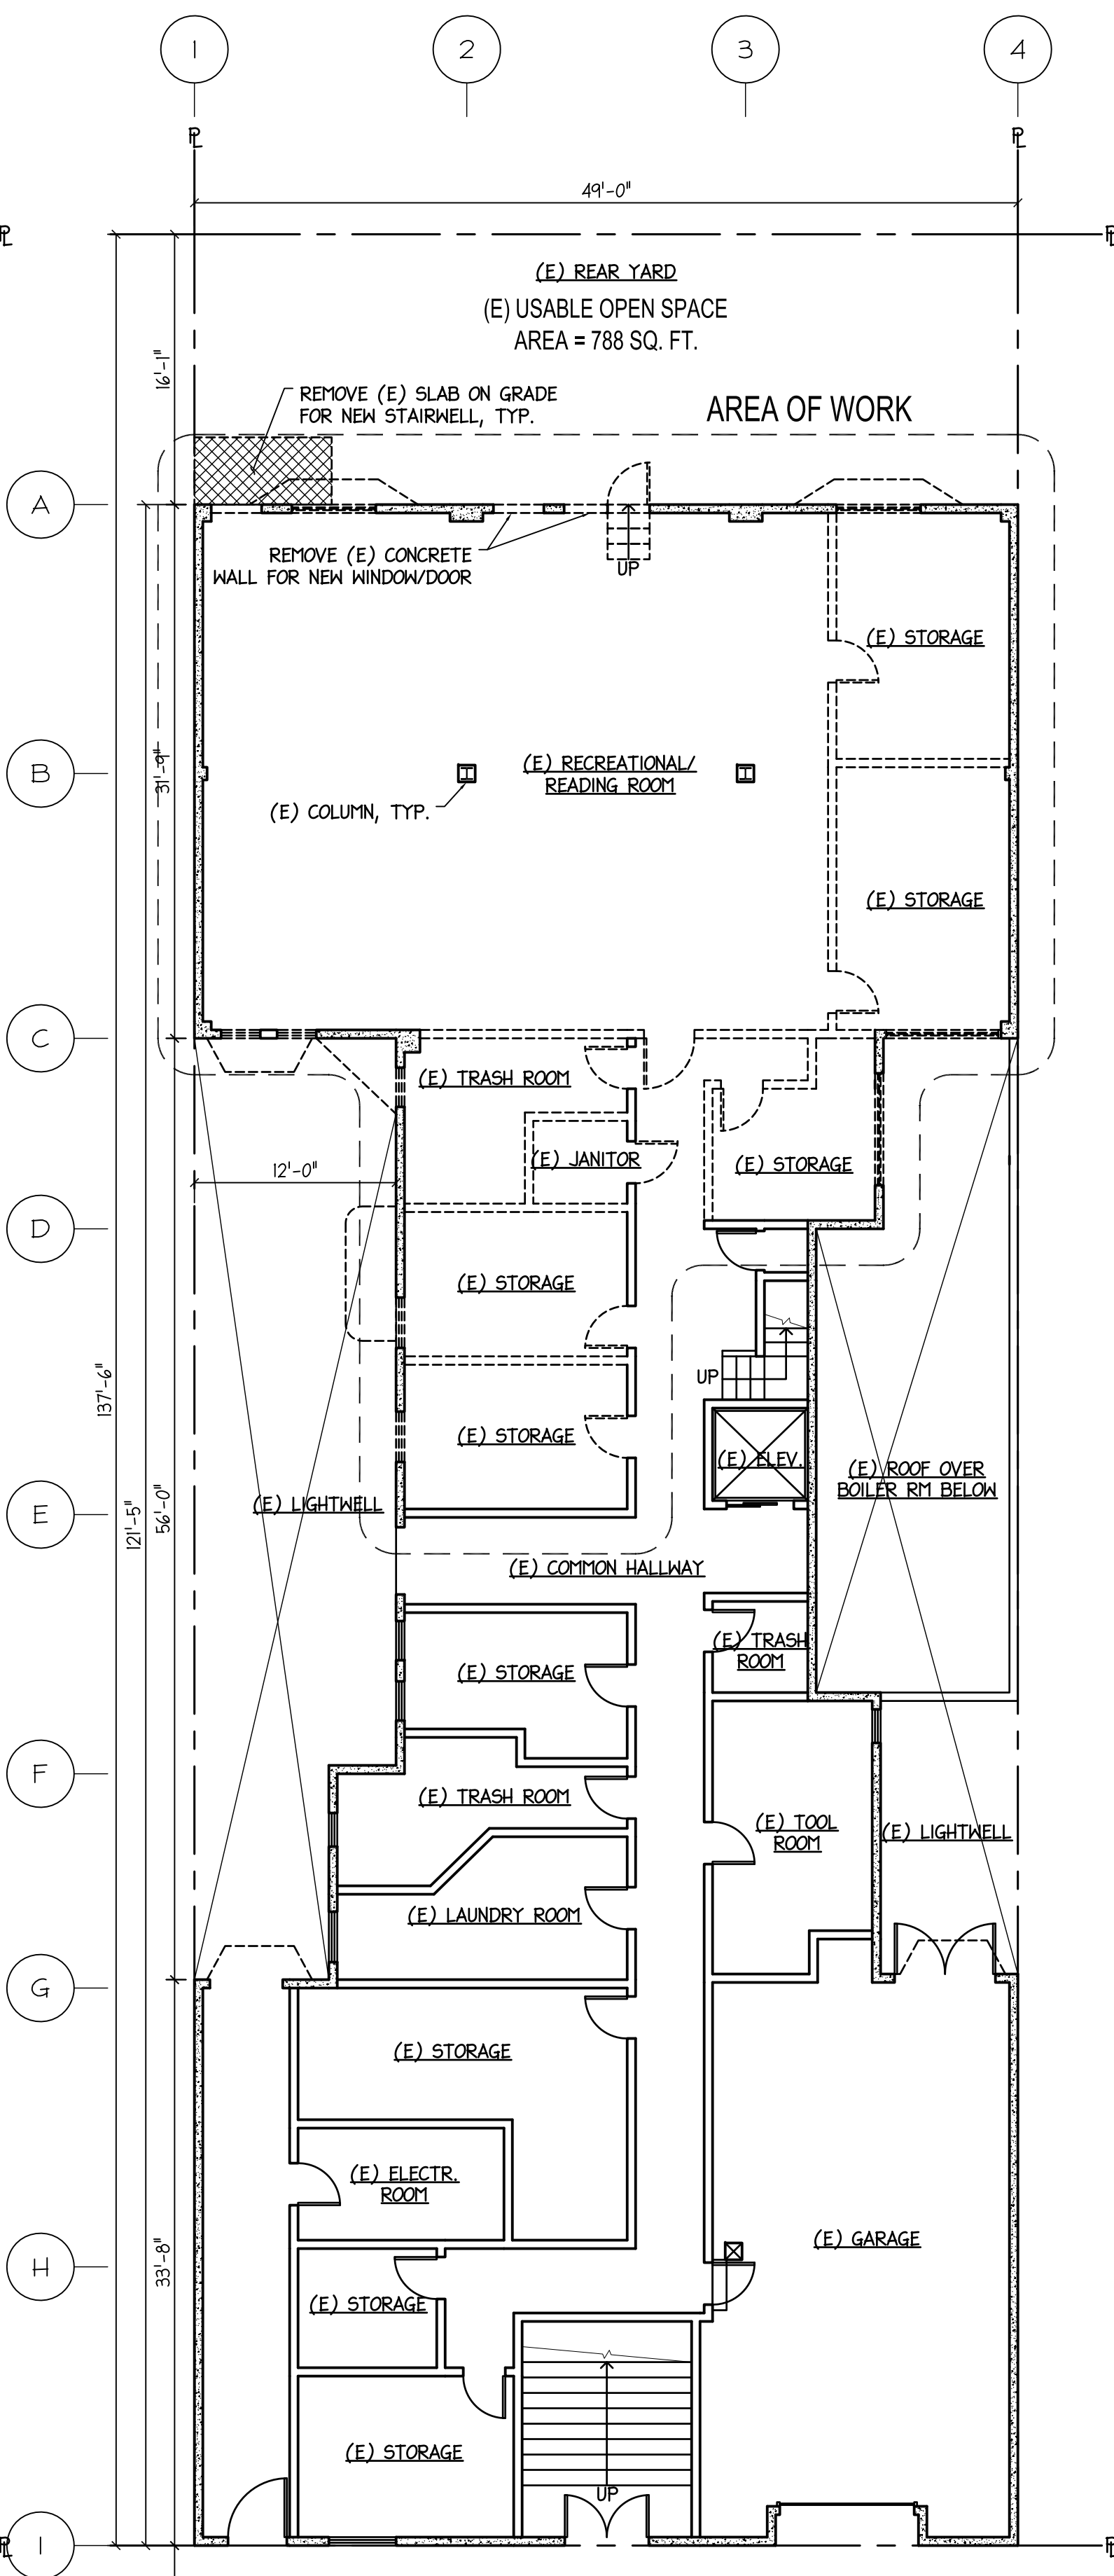 1 2 3 4
PL PL
49'-0"
PL PL
(E) REAR YARD
(E) USABLE OPEN SPACE
AREA = 788 SQ. FT.
16'-1"
REMOVE (E) SLAB ON GRADE
FOR NEW STAIRWELL, TYP.
AREA OF WORK
A
REMOVE (E) CONCRETE
WALL FOR NEW WINDOW/DOOR
UP
(E) STORAGE
B
31'-9"
(E) RECREATIONAL/
READING ROOM
(E) COLUMN, TYP.
(E) STORAGE
C
(E) TRASH ROOM
(E) JANITOR
(E) STORAGE
12'-0"
D
(E) STORAGE
UP
137'-6"
(E) STORAGE
(E) ELEV.
(E) ROOF OVER
BOILER RM BELOW
E
121'-5"
56'-0"
(E) LIGHTWELL
(E) COMMON HALLWAY
(E) TRASH
ROOM
(E) STORAGE
F
(E) TRASH ROOM
(E) TOOL
ROOM
(E) LIGHTWELL
(E) LAUNDRY ROOM
G
(E) STORAGE
(E) ELECTR.
ROOM
(E) GARAGE
H
33'-8"
(E) STORAGE
(E) STORAGE
UP
PL I PL